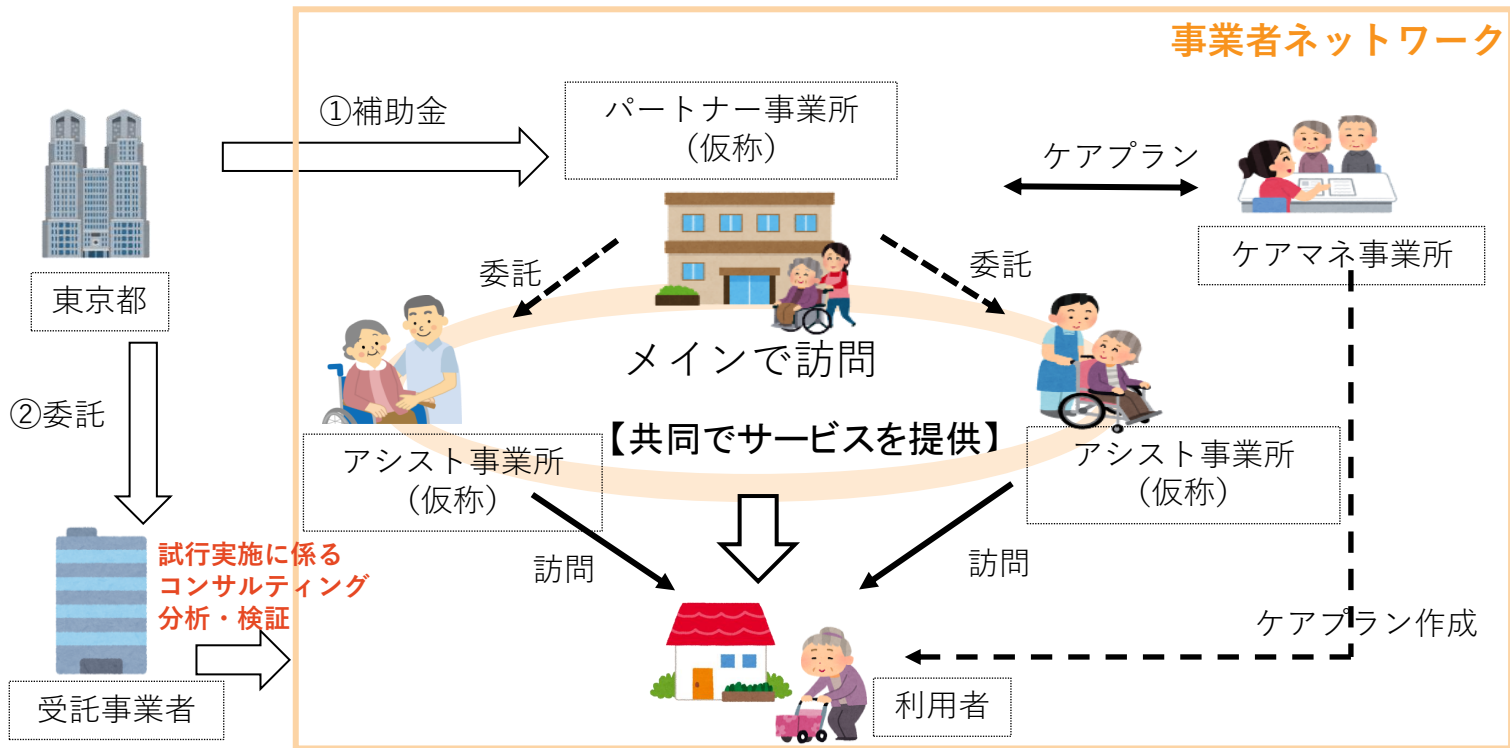 事業者ネットワーク
①補助金
パートナー事業所
(仮称)
ケアプラン
ケアマネ事業所
東京都
委託
委託
メインで訪問
②委託
【共同でサービスを提供】
アシスト事業所
(仮称)
アシスト事業所
(仮称)
試行実施に係る
コンサルティング
分析・検証
訪問
訪問
ケアプラン作成
受託事業者
利用者